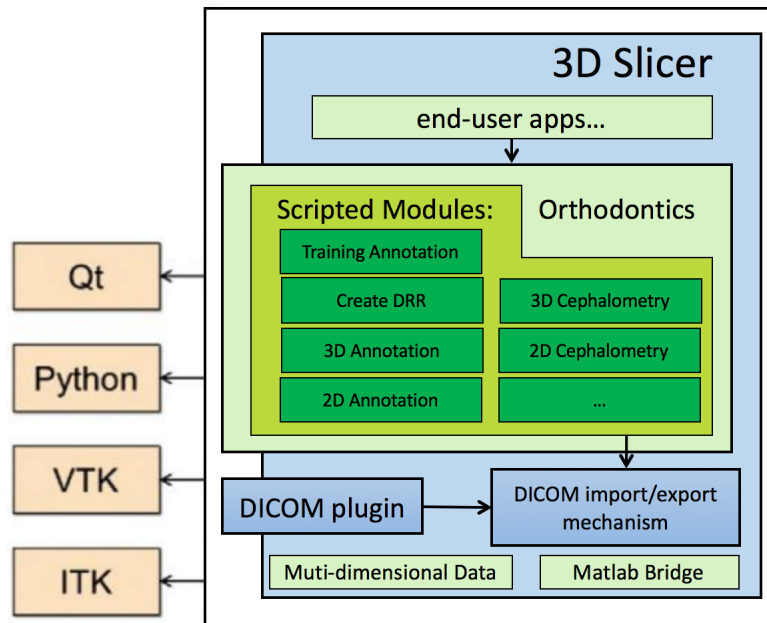 3D Slicer
end-user apps...
Scripted Modules:
Orthodontics
Training Annotation
Create DRR
3D Cephalometry
3D Annotation
2D Cephalometry
2D Annotation
...
DICOM plugin
DICOM import/export
mechanism
Muti-dimensional Data
Matlab Bridge
Qt
Python
VTK
ITK